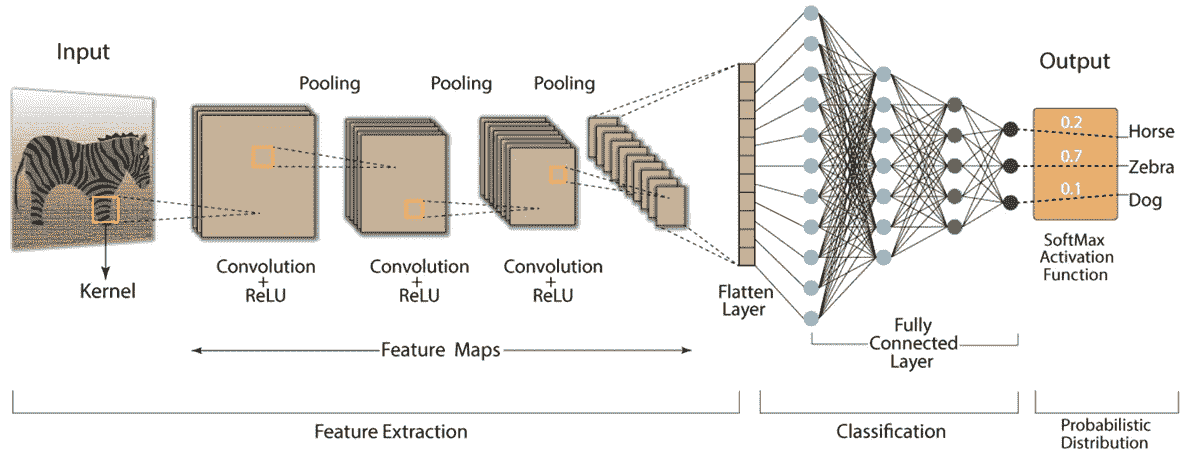 Input
Pooling
Pooling
Pooling
Output
0.2
Horse
0.7
Zebra
0.1
Dog
Kernel
Convolution
+
ReLU
Convolution
+
ReLU
Convolution
+
ReLU
Flatten
Layer
SoftMax
Activation
Function
Fully
Connected
Layer
Feature Maps
Feature Extraction
Classification
Probabilistic
Distribution